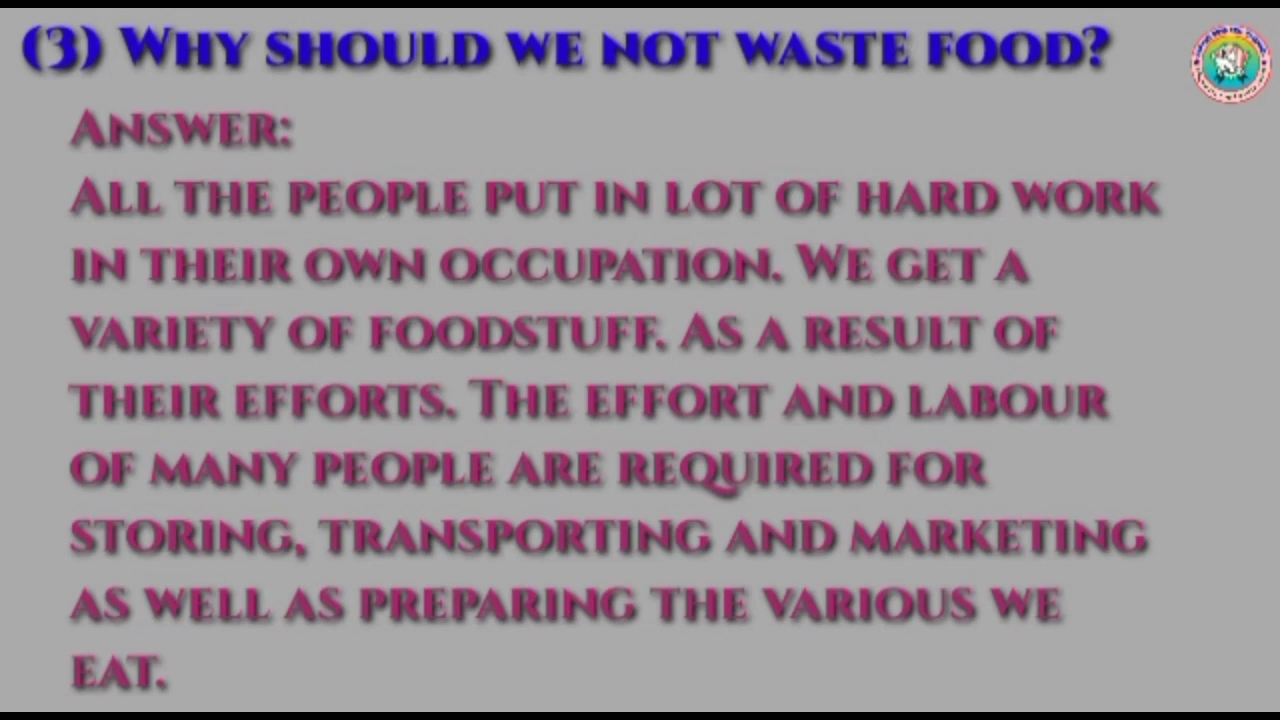 (3) Why should we not waste food?
Answer:
All the people put in lot of hard work
in their own occupation. We get a
variety of foodstuff. As a result of
their efforts. The effort and labour
of many people are required for
storing, transporting and marketing
as well as preparing the various we
eat.